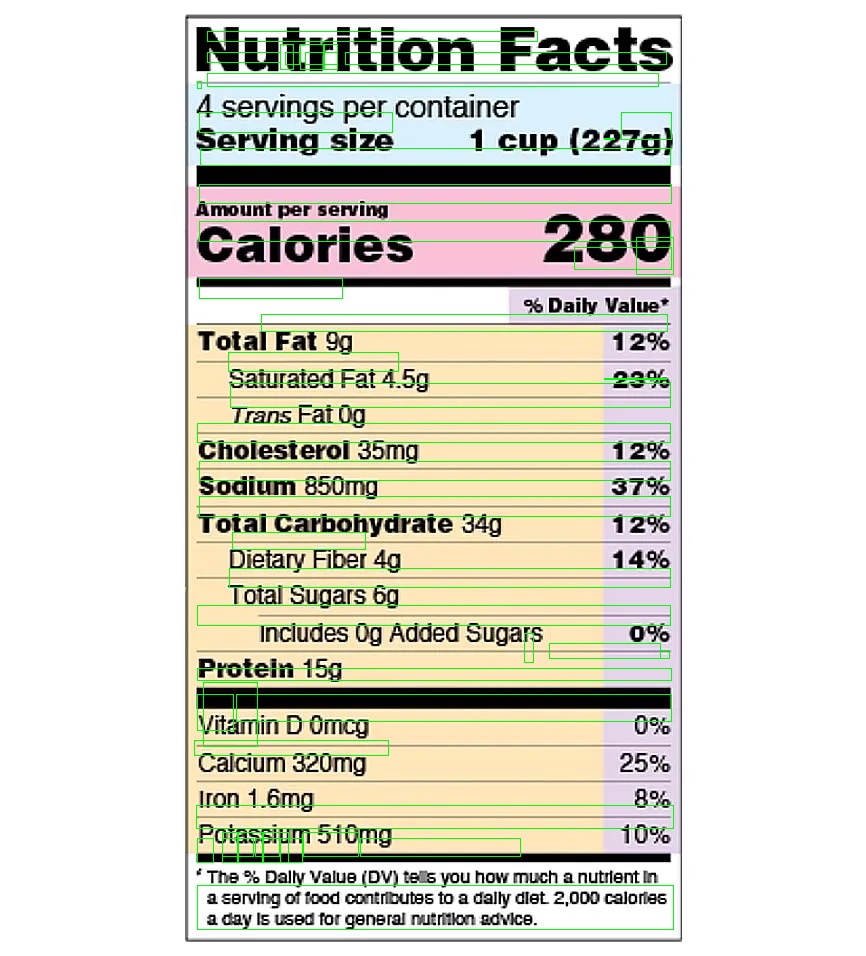 Nutrition Facts
4 servings per container
Serving size 1 cup (227g)
Amount per serving
Calories 280
% Daily Value*
Total Fat 9g 12%
Saturated Fat 4.5g 23%
Trans Fat 0g
Cholesterol 35mg 12%
Sodium 850mg 37%
Total Carbohydrate 34g 12%
Dietary Fiber 4g 14%
Total Sugars 6g
Includes 0g Added Sugars 0%
Protein 15g
Vitamin D 0mcg 0%
Calcium 320mg 25%
Iron 1.6mg 8%
Potassium 510mg 10%
* The % Daily Value (DV) tells you how much a nutrient in
a serving of food contributes to a daily diet. 2,000 calories
a day is used for general nutrition advice.